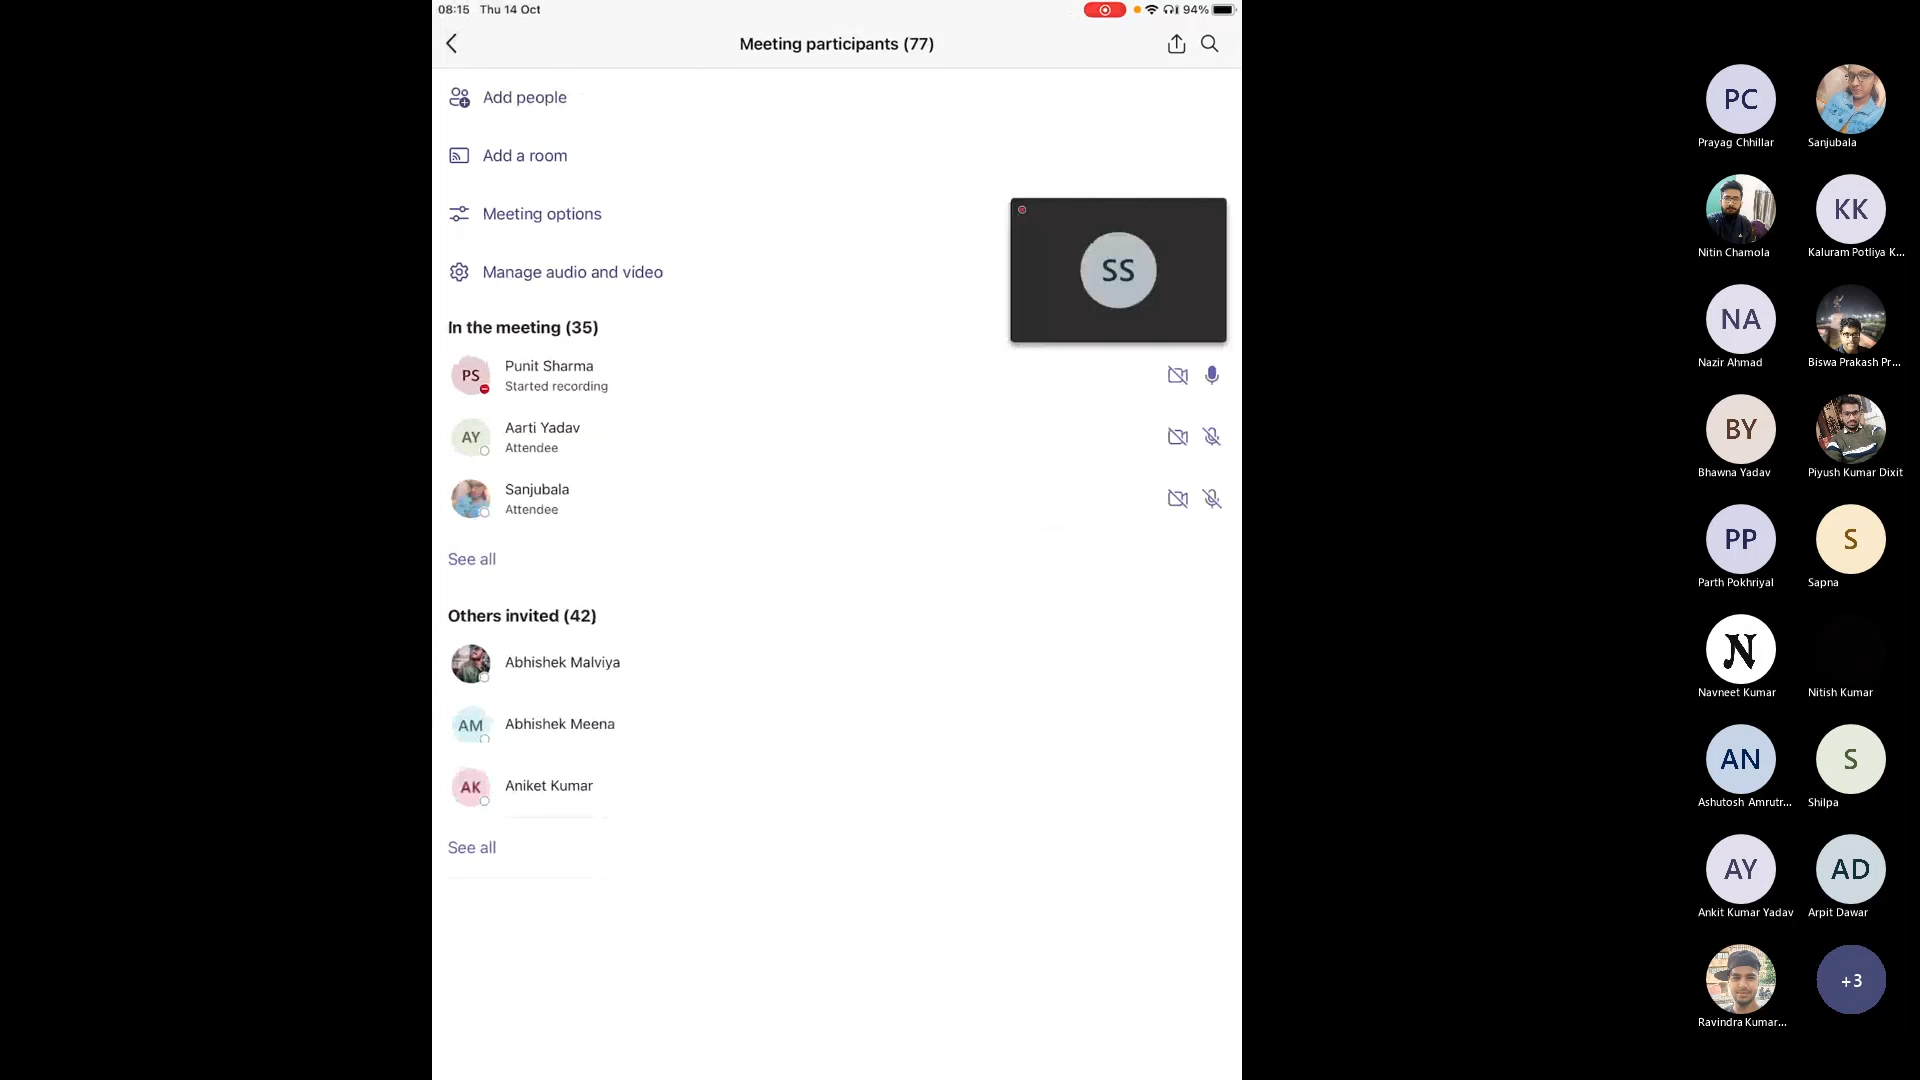 08:15 Thu 14 Oct
94%
Meeting participants (77)
Add people
Add a room
Meeting options
Manage audio and video
SS
In the meeting (35)
PS
Punit Sharma
Started recording
AY
Aarti Yadav
Attendee
Sanjubala
Attendee
See all
Others invited (42)
Abhishek Malviya
AM
Abhishek Meena
AK
Aniket Kumar
See all
PC
Prayag Chhillar
Sanjubala
Nitin Chamola
KK
Kaluram Potliya K...
NA
Nazir Ahmad
Biswa Prakash Pr...
BY
Bhawna Yadav
Piyush Kumar Dixit
PP
Parth Pokhriyal
S
Sapna
N
Navneet Kumar
Nitish Kumar
AN
Ashutosh Amrutr...
S
Shilpa
AY
Ankit Kumar Yadav
AD
Arpit Dawar
Ravindra Kumar...
+3